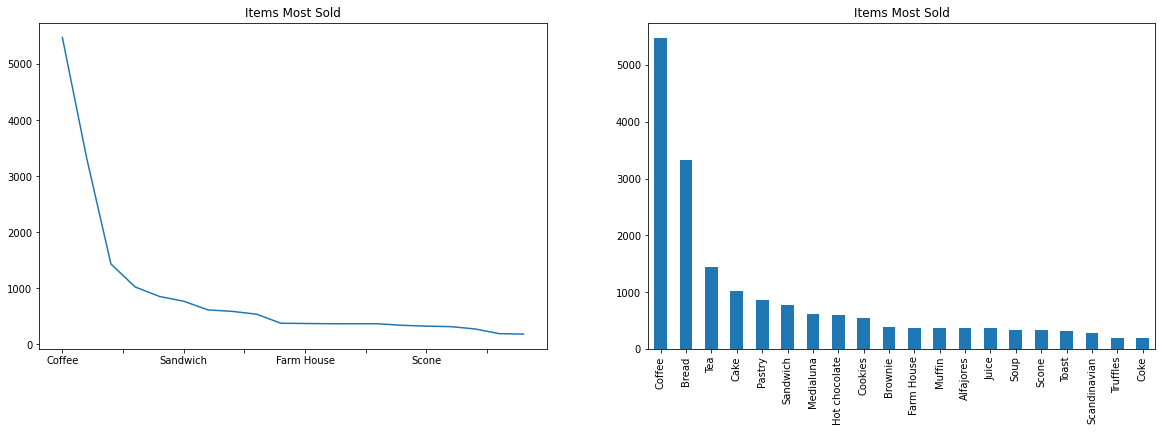 Items Most Sold
5000
4000
3000
2000
1000
0
Coffee
Sandwich
Farm House
Scone
Items Most Sold
5000
4000
3000
2000
1000
0
Coffee
Bread
Tea
Cake
Pastry
Sandwich
Medialuna
Hot chocolate
Cookies
Brownie
Farm House
Muffin
Alfajores
Juice
Soup
Scone
Toast
Scandinavian
Truffles
Coke